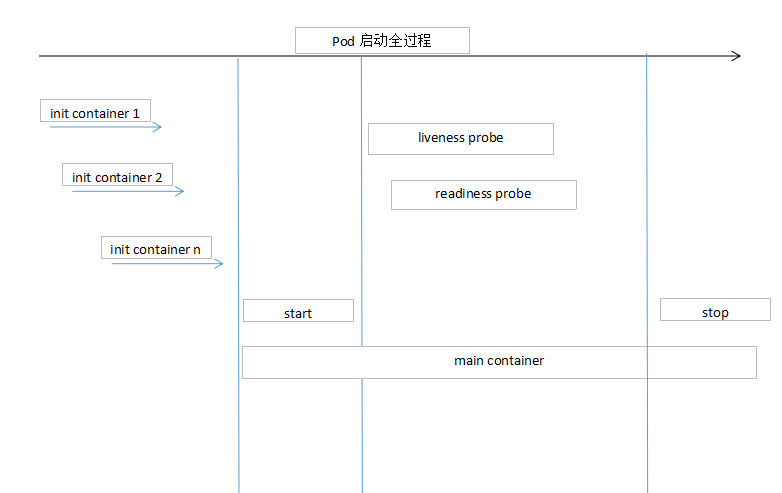 Pod 启动全过程
init container 1
liveness probe
init container 2
readiness probe
init container n
start
stop
main container